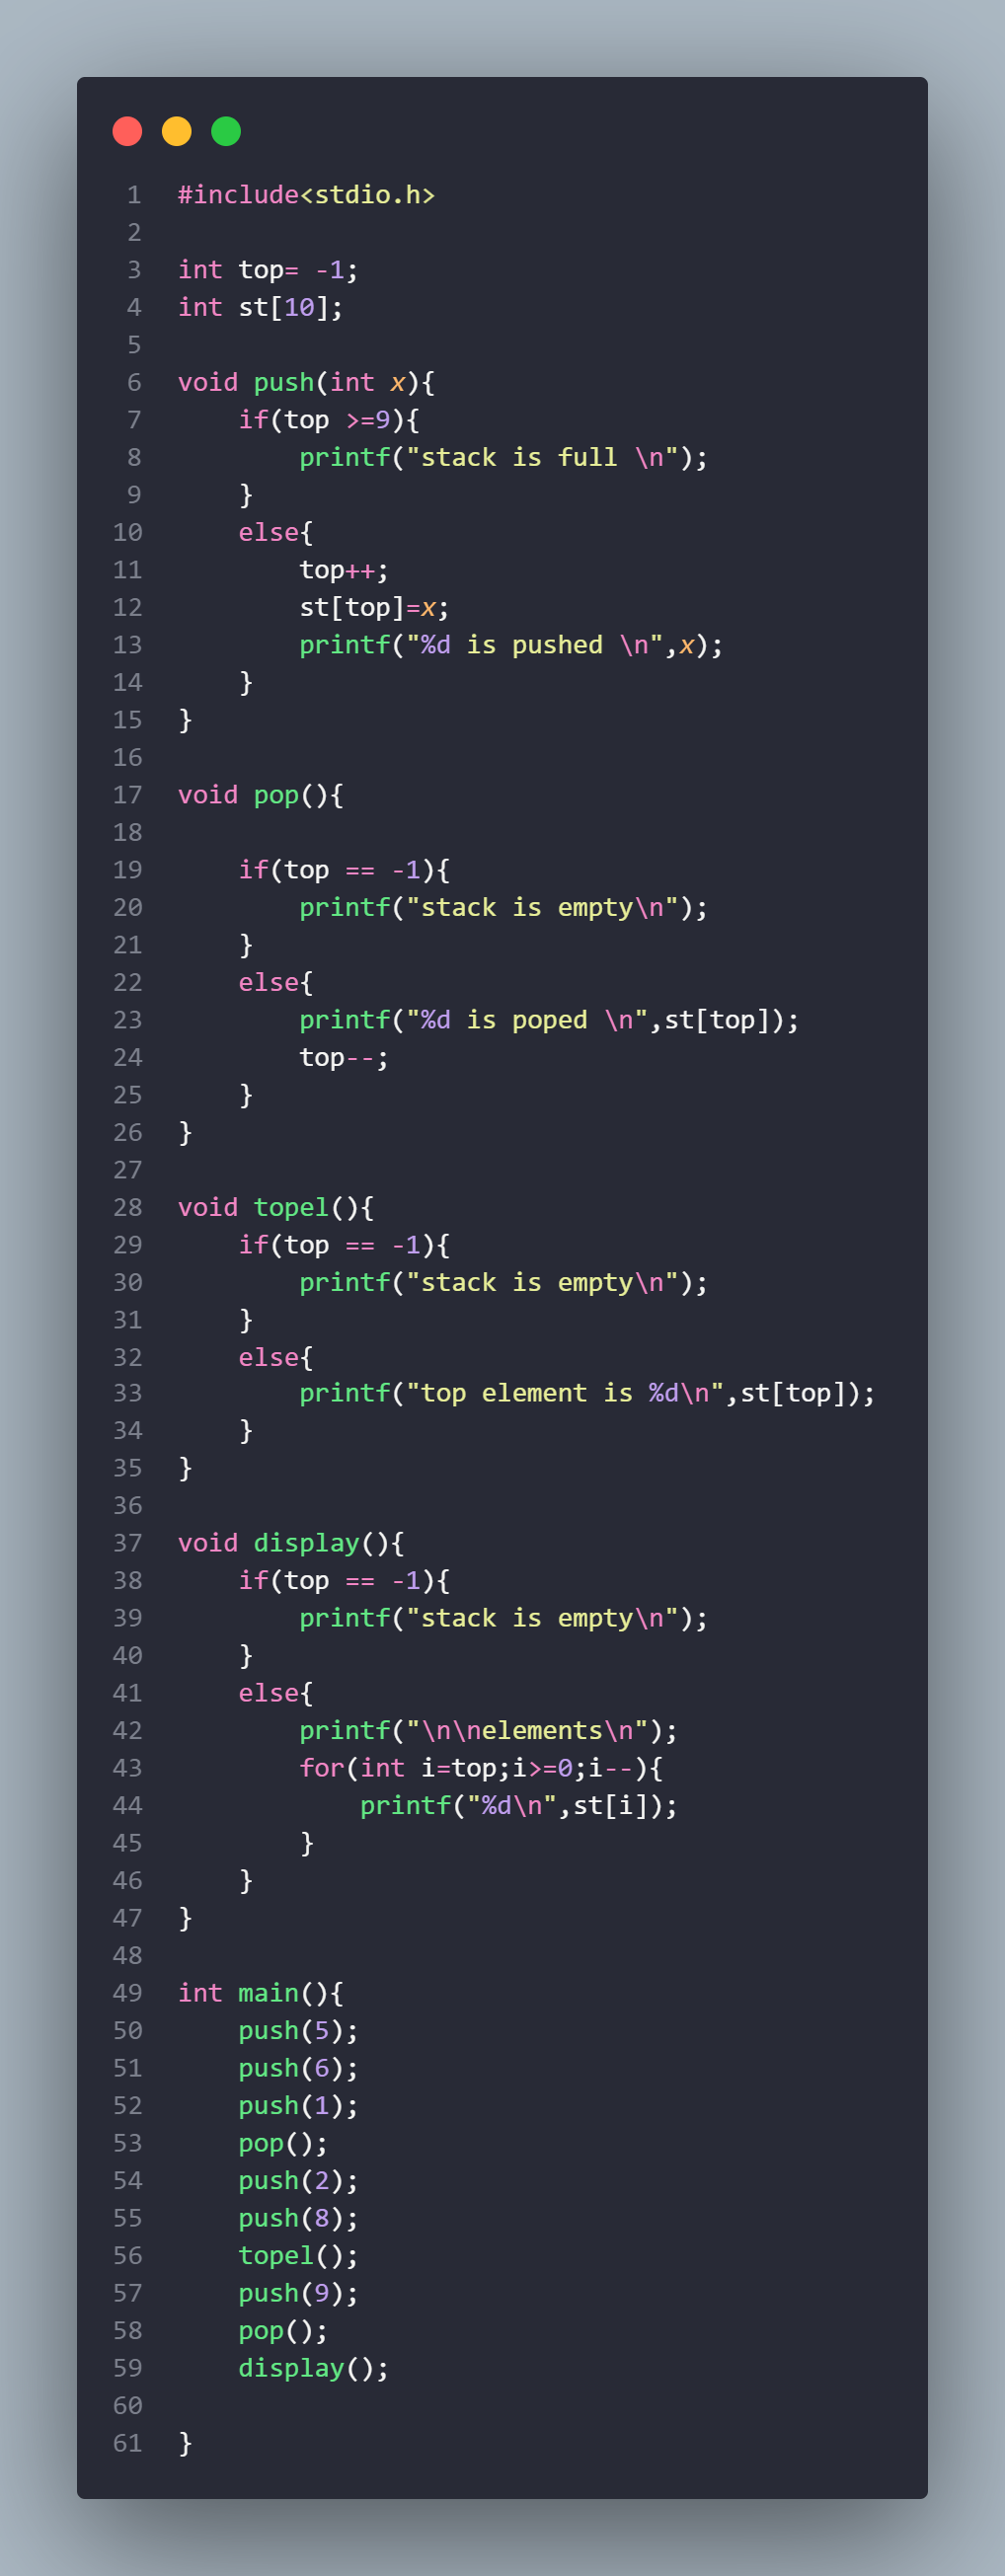 1 #include<stdio.h>
2
3 int top= -1;
4 int st[10];
5
6 void push(int x){
7     if(top >=9){
8         printf("stack is full \n");
9     }
10     else{
11         top++;
12         st[top]=x;
13         printf("%d is pushed \n",x);
14     }
15 }
16
17 void pop(){
18
19     if(top == -1){
20         printf("stack is empty\n");
21     }
22     else{
23         printf("%d is poped \n",st[top]);
24         top--;
25     }
26 }
27
28 void topel(){
29     if(top == -1){
30         printf("stack is empty\n");
31     }
32     else{
33         printf("top element is %d\n",st[top]);
34     }
35 }
36
37 void display(){
38     if(top == -1){
39         printf("stack is empty\n");
40     }
41     else{
42         printf("\n\nelements\n");
43         for(int i=top;i>=0;i--){
44             printf("%d\n",st[i]);
45         }
46     }
47 }
48
49 int main(){
50     push(5);
51     push(6);
52     push(1);
53     pop();
54     push(2);
55     push(8);
56     topel();
57     push(9);
58     pop();
59     display();
60
61 }